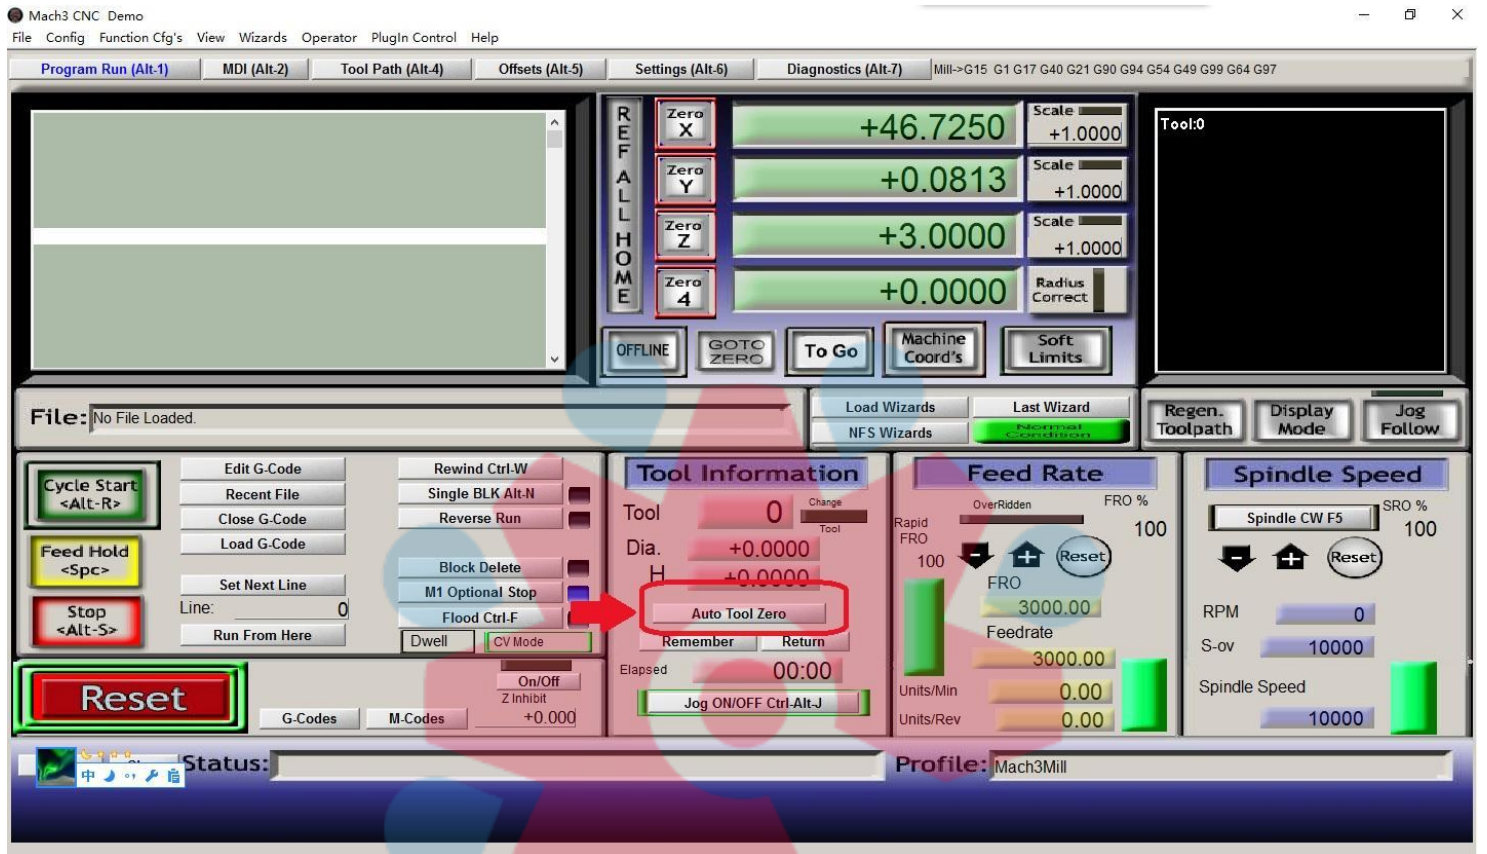 Mach3 CNC Demo
File Config Function Cfg's View Wizards Operator PlugIn Control Help
Program Run (Alt-1) MDI (Alt-2) Tool Path (Alt-4) Offsets (Alt-5) Settings (Alt-6) Diagnostics (Alt-7) Mill->G15 G1 G17 G40 G21 G90 G94 G54 G49 G99 G64 G97
REF ALL HOME
Zero X +46.7250 Scale +1.0000
Zero Y +0.0813 Scale +1.0000
Zero Z +3.0000 Scale +1.0000
Zero 4 +0.0000 Radius Correct
OFFLINE GOTO ZERO To Go Machine Coord's Soft Limits
Tool:0
File: No File Loaded.
Load Wizards Last Wizard
NFS Wizards Normal Condition
Regen. Toolpath Display Mode Jog Follow
Cycle Start <Alt-R>
Feed Hold <Spc>
Stop <Alt-S>
Edit G-Code
Recent File
Close G-Code
Load G-Code
Set Next Line
Line: 0
Run From Here
Rewind Ctrl-W
Single BLK Alt-N
Reverse Run
Block Delete
M1 Optional Stop
Flood Ctrl-F
Dwell CV Mode
Reset
G-Codes M-Codes
On/Off
Z Inhibit
+0.000
Tool Information
Tool 0 Change Tool
Dia. +0.0000
H +0.0000
Auto Tool Zero
Remember Return
Elapsed 00:00
Jog ON/OFF Ctrl-Alt-J
Feed Rate
OverRidden FRO %
100
Rapid FRO
100
Reset
FRO
3000.00
Feedrate
3000.00
Units/Min 0.00
Units/Rev 0.00
Spindle Speed
Spindle CW F5 SRO %
100
Reset
RPM 0
S-ov 10000
Spindle Speed
10000
中
Status:
Profile: Mach3Mill